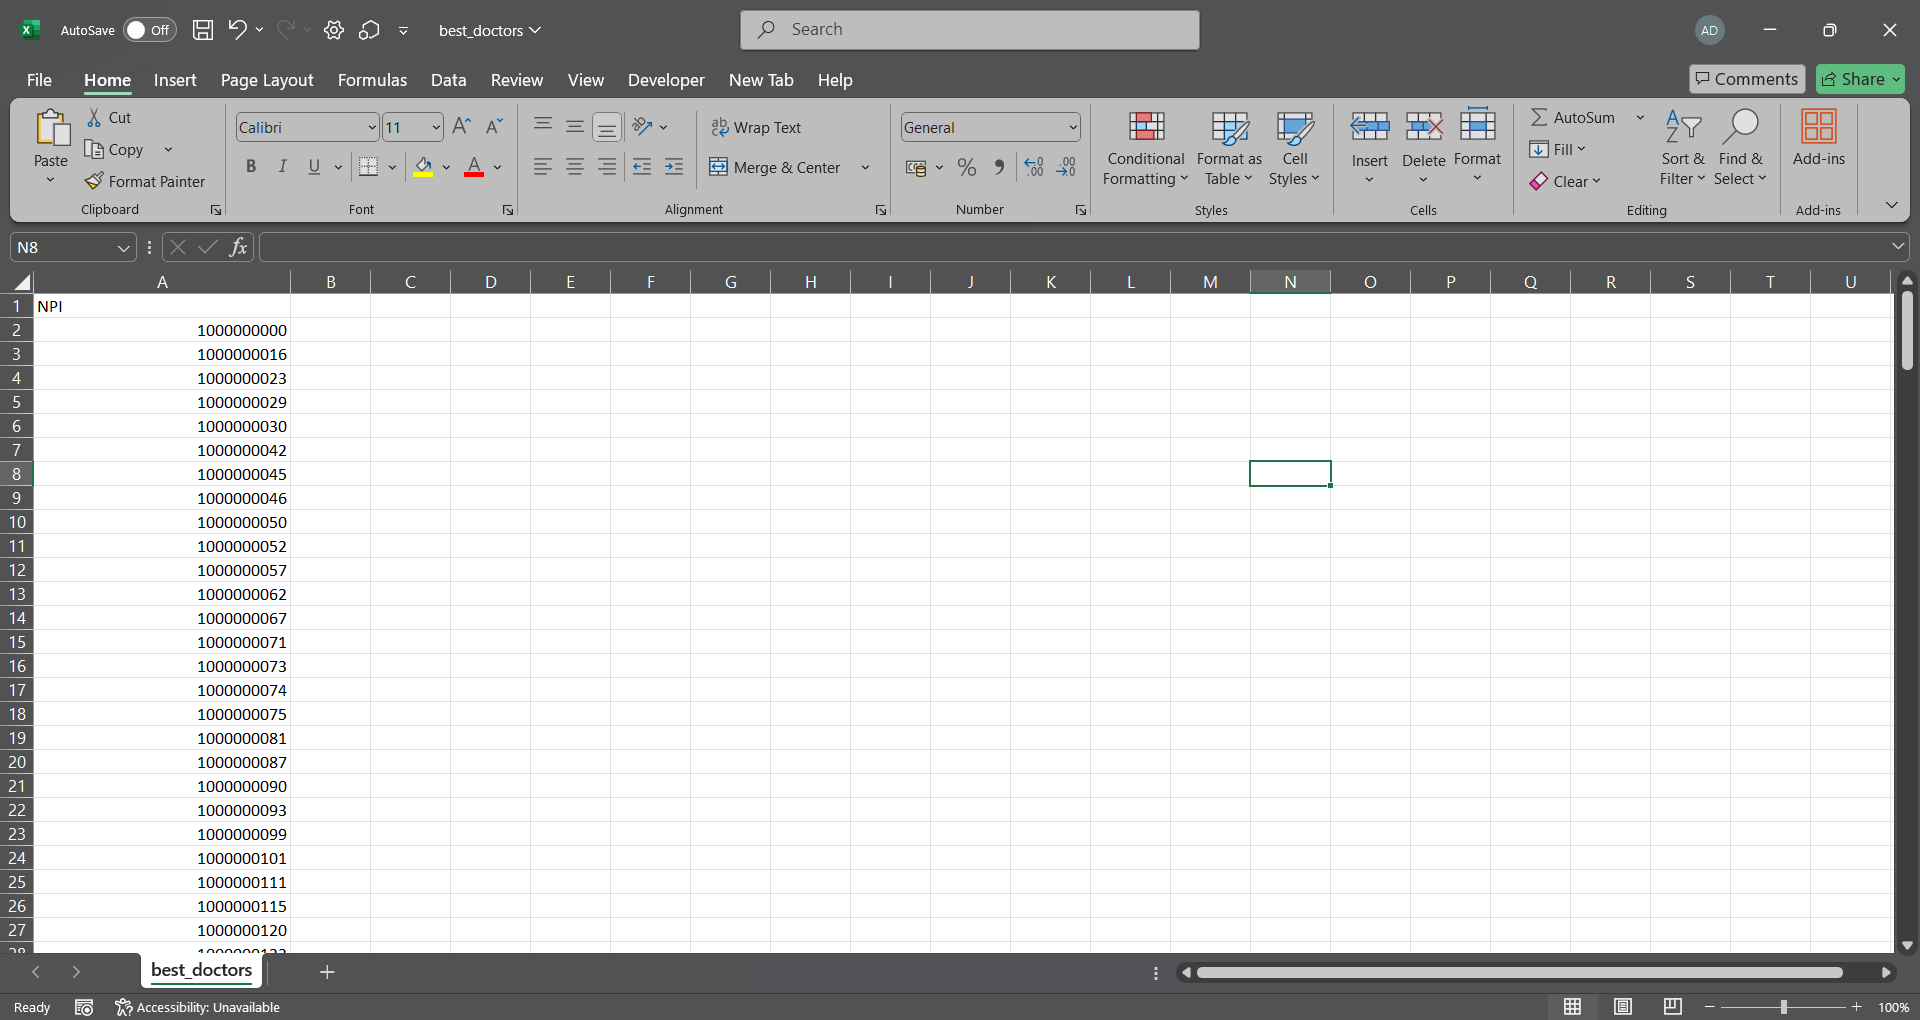 AutoSave Off best_doctors Search AD
File Home Insert Page Layout Formulas Data Review View Developer New Tab Help Comments Share
Paste Cut Copy Format Painter Clipboard
Calibri 11 B I U A Font
Wrap Text Merge & Center Alignment
General % Number
Conditional Formatting Format as Table Cell Styles Styles
Insert Delete Format Cells
AutoSum Fill Clear Sort & Filter Find & Select Editing
Add-ins Add-ins
N8 fx
A B C D E F G H I J K L M N O P Q R S T U
1 NPI
2 1000000000
3 1000000016
4 1000000023
5 1000000029
6 1000000030
7 1000000042
8 1000000045
9 1000000046
10 1000000050
11 1000000052
12 1000000057
13 1000000062
14 1000000067
15 1000000071
16 1000000073
17 1000000074
18 1000000075
19 1000000081
20 1000000087
21 1000000090
22 1000000093
23 1000000099
24 1000000101
25 1000000111
26 1000000115
27 1000000120
best_doctors
Ready Accessibility: Unavailable 100%